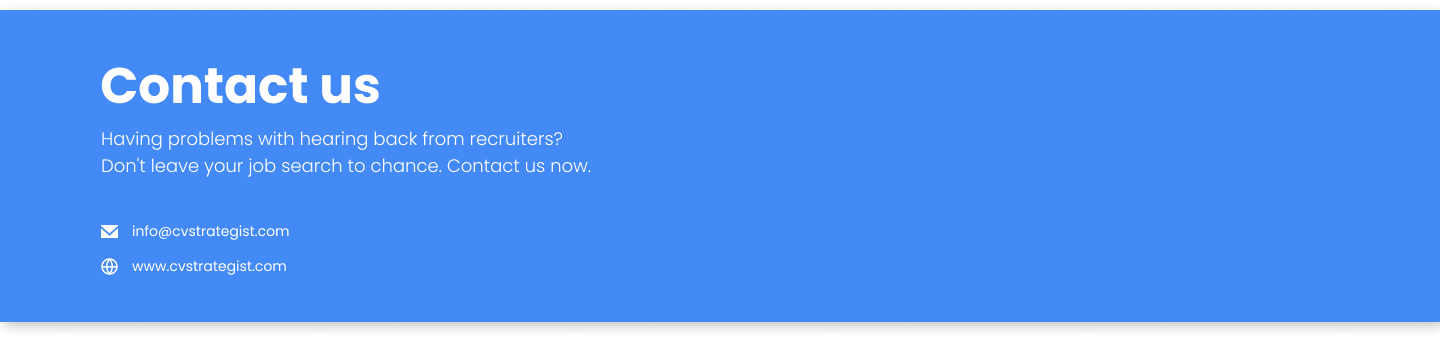 Contact us
Having problems with hearing back from recruiters?
Don't leave your job search to chance. Contact us now.
info@cvstrategist.com
www.cvstrategist.com